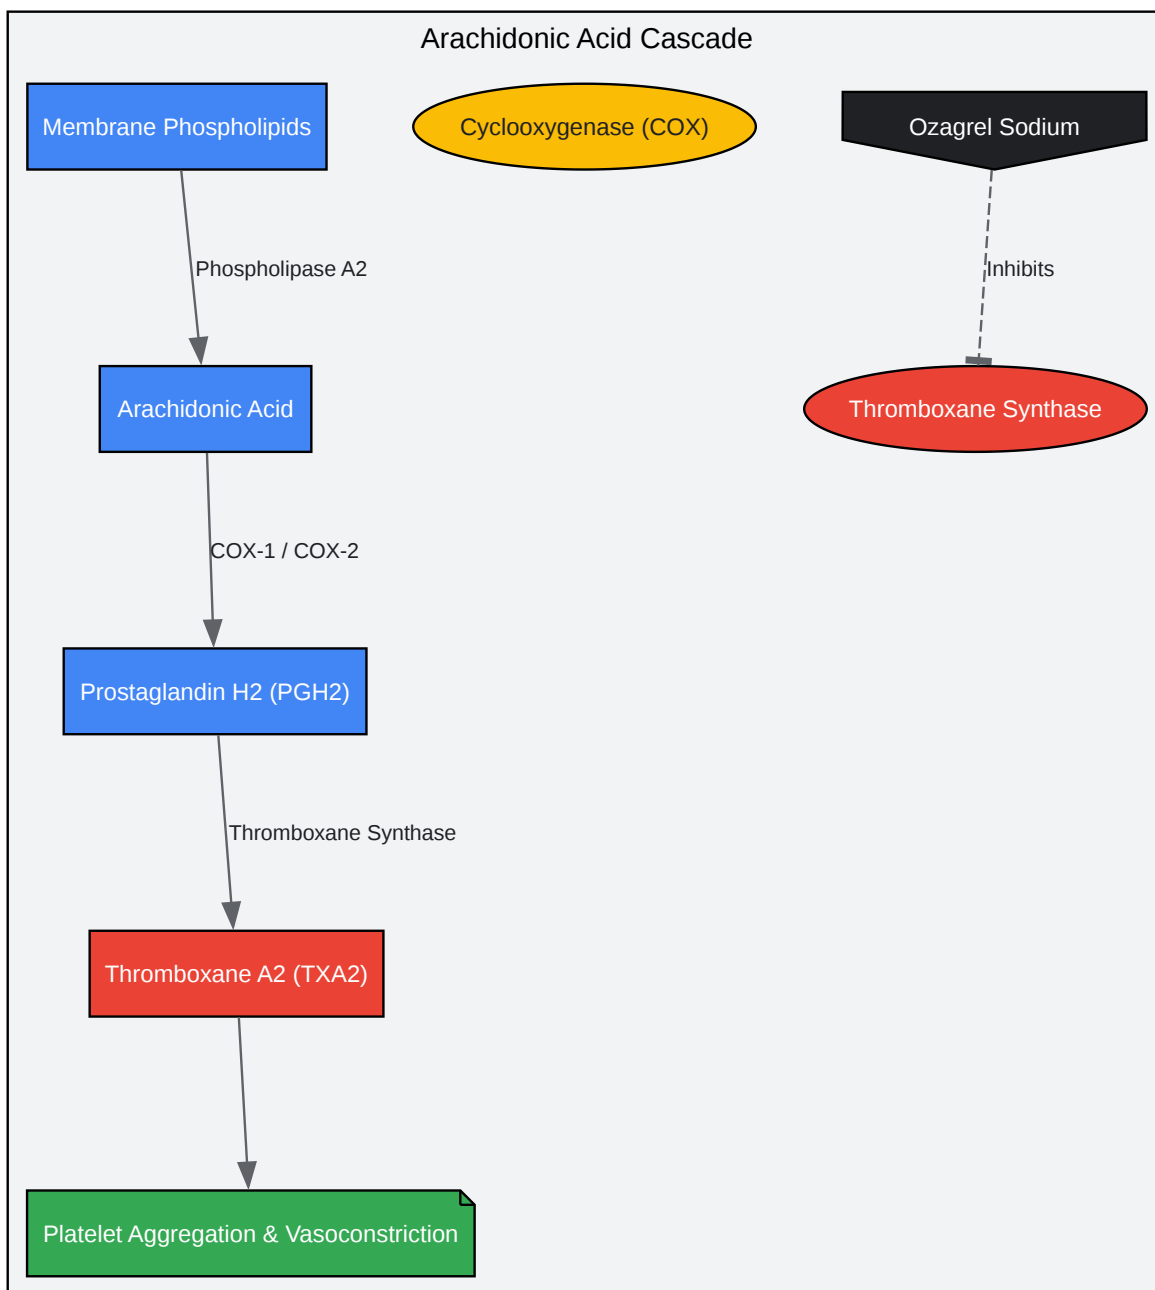 Arachidonic Acid Cascade
Membrane Phospholipids
Cyclooxygenase (COX)
Ozagrel Sodium
Phospholipase A2
Inhibits
Arachidonic Acid
Thromboxane Synthase
COX-1 / COX-2
Prostaglandin H2 (PGH2)
Thromboxane Synthase
Thromboxane A2 (TXA2)
Platelet Aggregation & Vasoconstriction